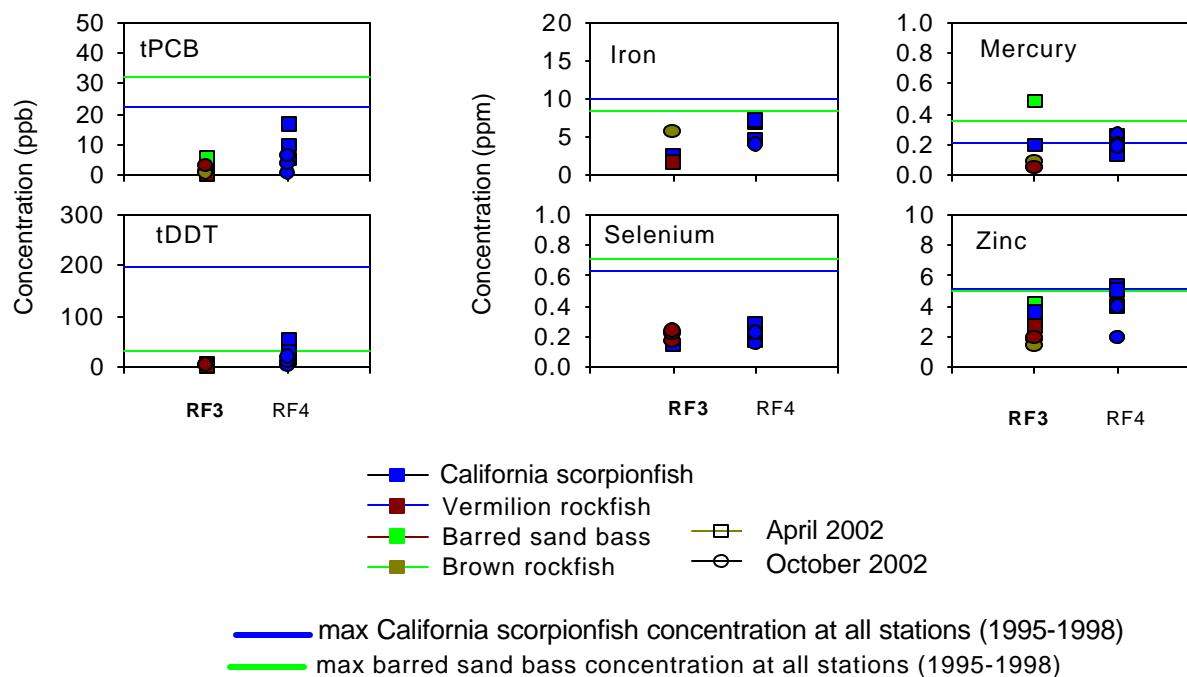 50
40
30
20
10
0
tPCB
Concentration (ppb)
300
200
100
0
tDDT
RF3 RF4
20
15
10
5
0
Iron
Concentration (ppm)
1.0
0.8
0.6
0.4
0.2
0.0
Selenium
RF3 RF4
1.0
0.8
0.6
0.4
0.2
0.0
Mercury
10
8
6
4
2
0
Zinc
RF3 RF4
California scorpionfish
Vermilion rockfish
Barred sand bass
Brown rockfish
April 2002
October 2002
max California scorpionfish concentration at all stations (1995-1998)
max barred sand bass concentration at all stations (1995-1998)